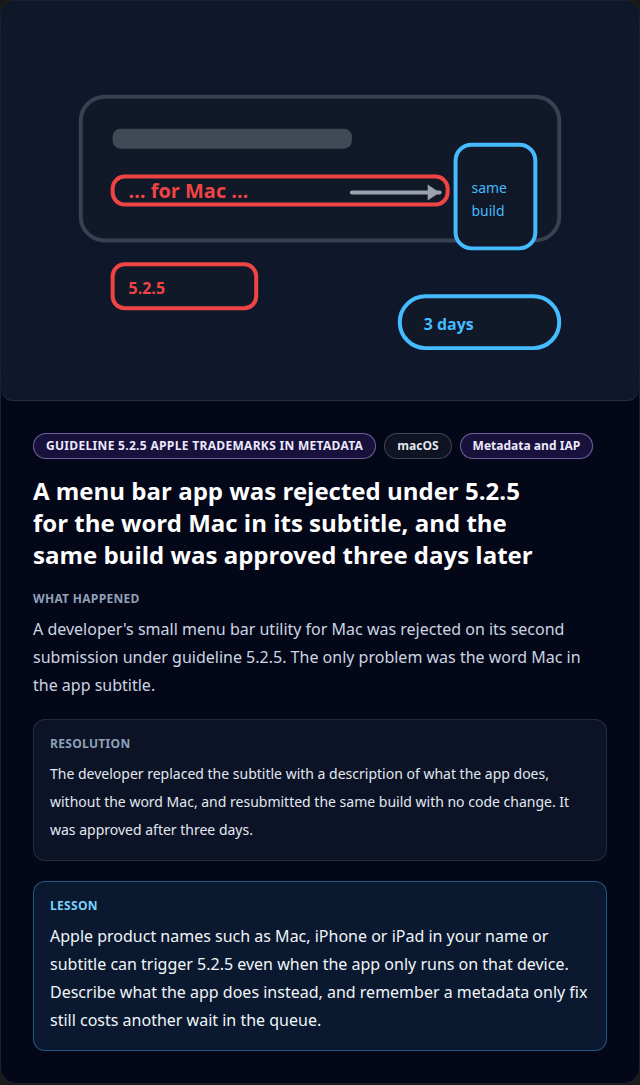 ... for Mac ...
same
build
5.2.5
3 days
GUIDELINE 5.2.5 APPLE TRADEMARKS IN METADATA
macOS
Metadata and IAP
A menu bar app was rejected under 5.2.5
for the word Mac in its subtitle, and the
same build was approved three days later
WHAT HAPPENED
A developer's small menu bar utility for Mac was rejected on its second
submission under guideline 5.2.5. The only problem was the word Mac in
the app subtitle.
RESOLUTION
The developer replaced the subtitle with a description of what the app does,
without the word Mac, and resubmitted the same build with no code change. It
was approved after three days.
LESSON
Apple product names such as Mac, iPhone or iPad in your name or
subtitle can trigger 5.2.5 even when the app only runs on that device.
Describe what the app does instead, and remember a metadata only fix
still costs another wait in the queue.